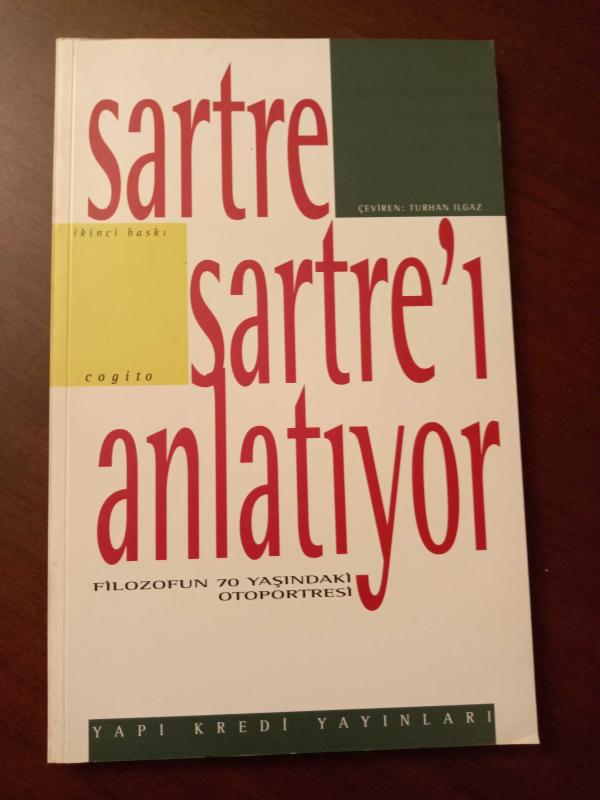 sartre
ÇEVİREN: TURHAN ILGAZ
ikinci baskı
sartre'ı
cogito
anlatıyor
FİLOZOFUN 70 YAŞINDAKİ
OTOPORTRESİ
YAPI KREDİ YAYINLARI